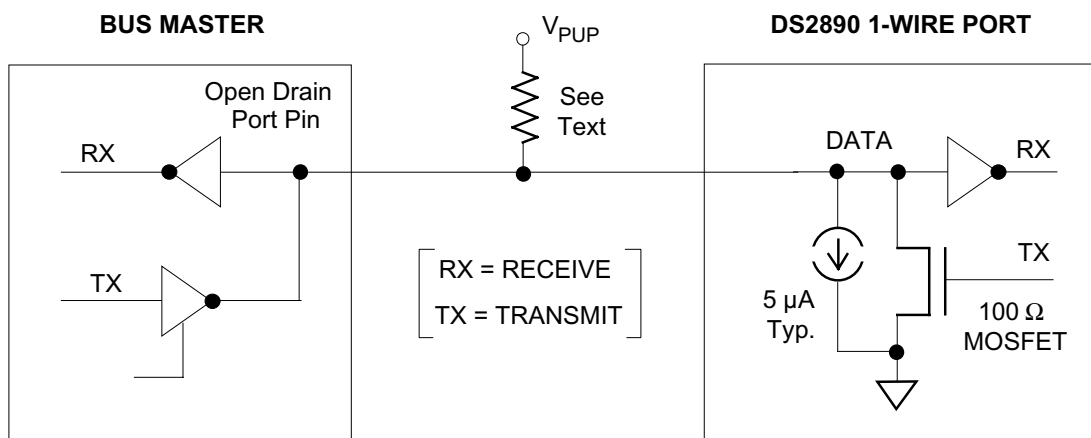 BUS MASTER
V_PUP
DS2890 1-WIRE PORT
Open Drain
Port Pin
See
Text
RX
DATA
RX
TX
RX = RECEIVE
TX = TRANSMIT
TX
5 µA
Typ.
100 Ω
MOSFET